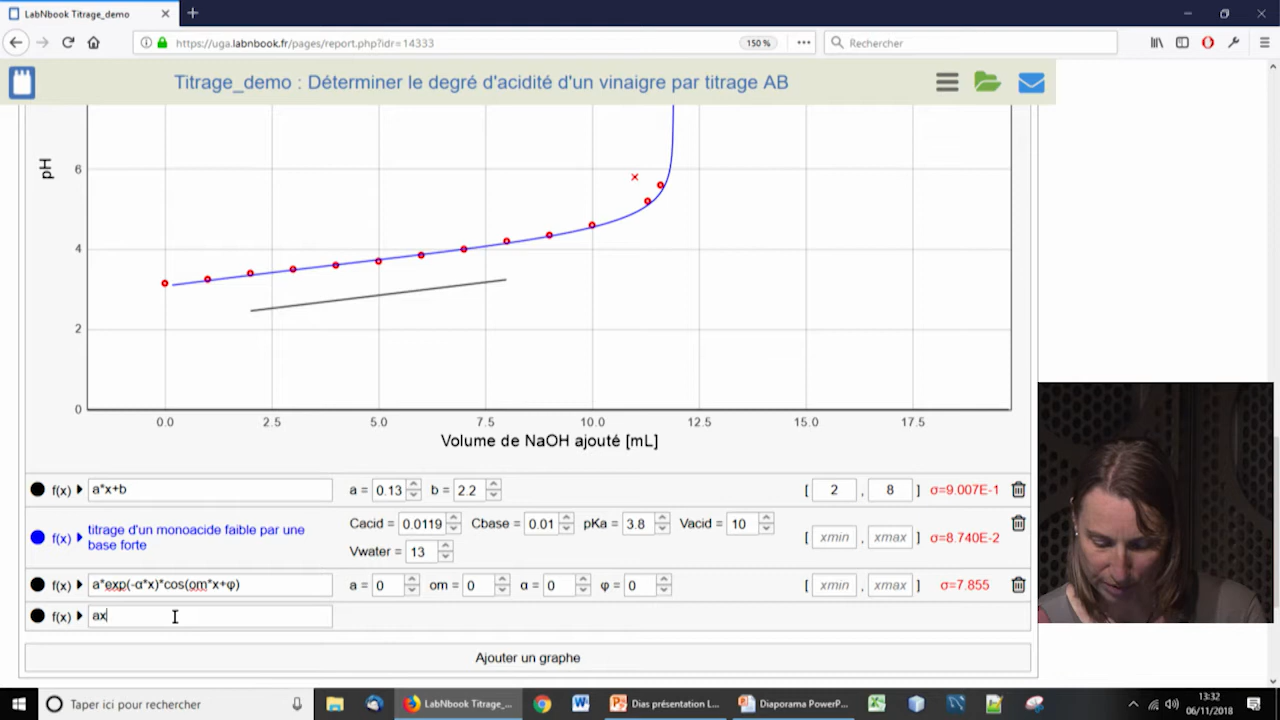 LabNbook Titrage_demo
https://uga.labnbook.fr/pages/report.php?idr=14333
150 %
Rechercher
Titrage_demo : Déterminer le degré d'acidité d'un vinaigre par titrage AB
pH
6
4
2
0
0.0 2.5 5.0 7.5 10.0 12.5 15.0 17.5
Volume de NaOH ajouté [mL]
f(x) a*x+b a = 0.13 b = 2.2 [ 2 , 8 ] σ=9.007E-1
f(x) titrage d'un monoacide faible par une base forte
Cacid = 0.0119 Cbase = 0.01 pKa = 3.8 Vacid = 10
Vwater = 13
[ xmin , xmax ] σ=8.740E-2
f(x) a*exp(-α*x)*cos(om*x+φ) a = 0 om = 0 α = 0 φ = 0 [ xmin , xmax ] σ=7.855
f(x) ax
Ajouter un graphe
Taper ici pour rechercher
LabNbook Titrage_de...
Dias présentation L...
Diaporama PowerP...
13:32
06/11/2018